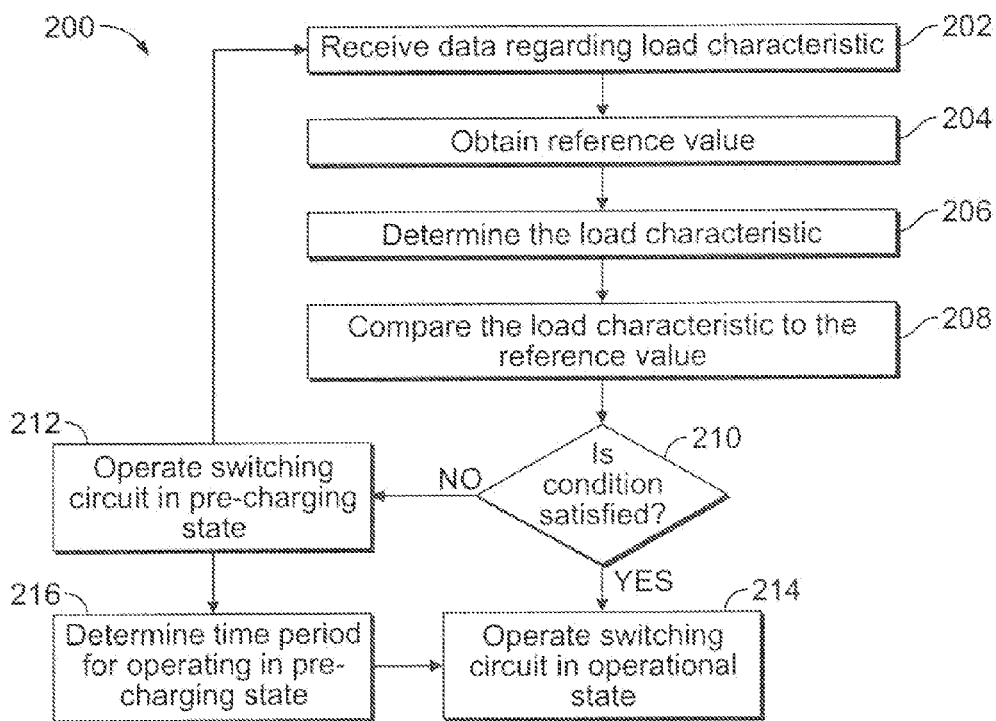 200
Receive data regarding load characteristic
202
Obtain reference value
204
Determine the load characteristic
206
Compare the load characteristic to the
reference value
208
Is
condition
satisfied?
210
NO
YES
212
Operate switching
circuit in pre-charging
state
216
Determine time period
for operating in pre-
charging state
214
Operate switching
circuit in operational
state